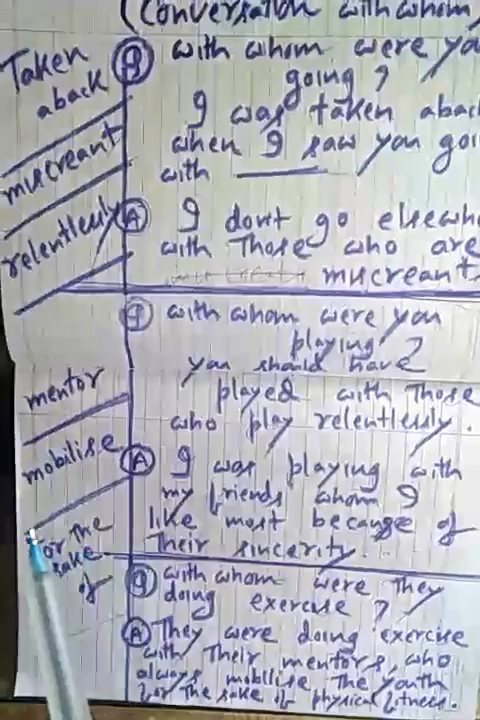 (Conversation with whom)
Taken aback
Q with whom were you
going?
I was taken aback
when I saw you going
with ______
miscreant
relentlessly
A I dont go elsewhere
with Those who are
miscreant
Q with whom were you
playing?
you should have
played with Those
who play relentlessly.
mentor
mobilise
A I was playing with
my friends whom I
like most because of
Their sincerity.
For The
sake
of
Q with whom were They
doing exercise?
A They were doing exercise
with Their mentors, who
always mobilise The youth
for The sake of physical fitness.